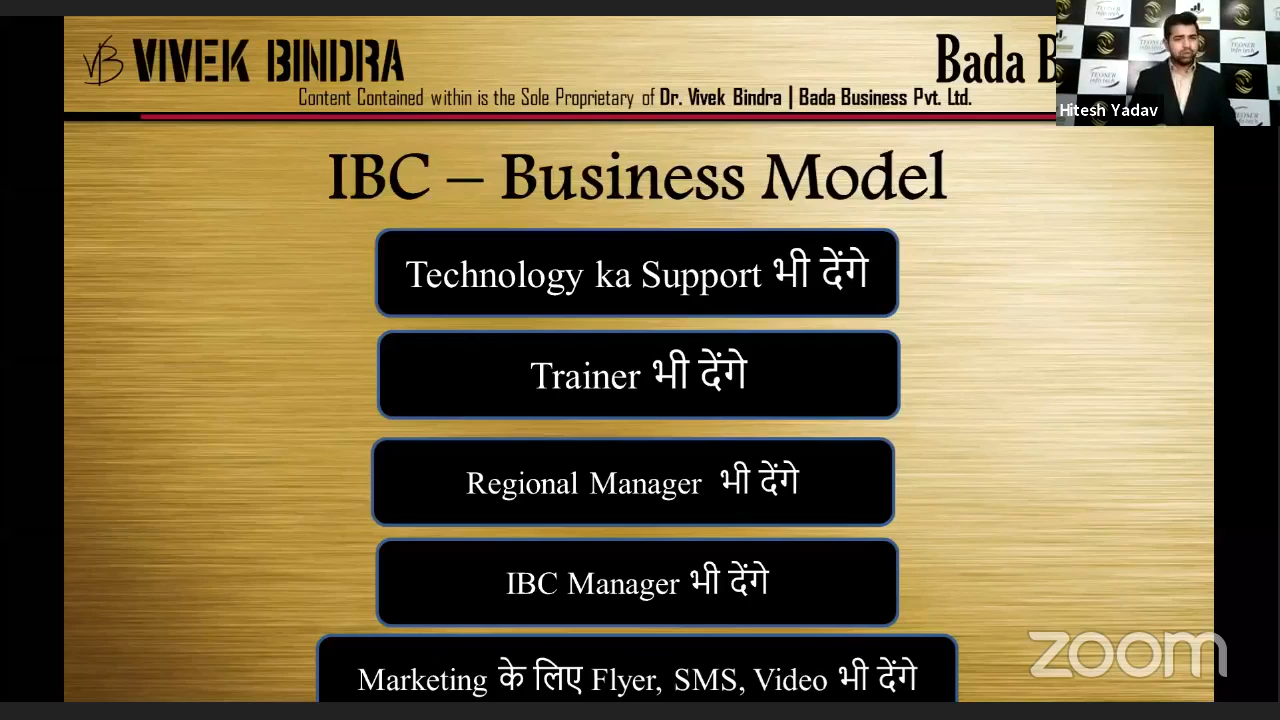 VB VIVEK BINDRA
Bada B
Content Contained within is the Sole Proprietary of Dr. Vivek Bindra | Bada Business Pvt. Ltd.
Hitesh Yadav
IBC – Business Model
Technology ka Support भी देंगे
Trainer भी देंगे
Regional Manager भी देंगे
IBC Manager भी देंगे
Marketing के लिए Flyer, SMS, Video भी देंगे
zoom